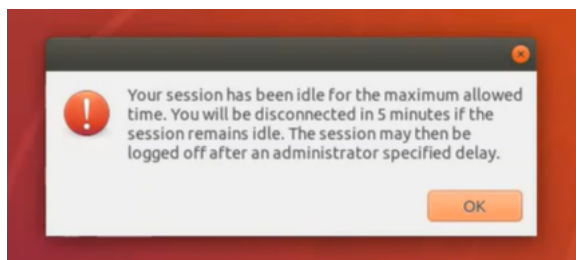 Your session has been idle for the maximum allowed
time. You will be disconnected in 5 minutes if the
session remains idle. The session may then be
logged off after an administrator specified delay.
OK